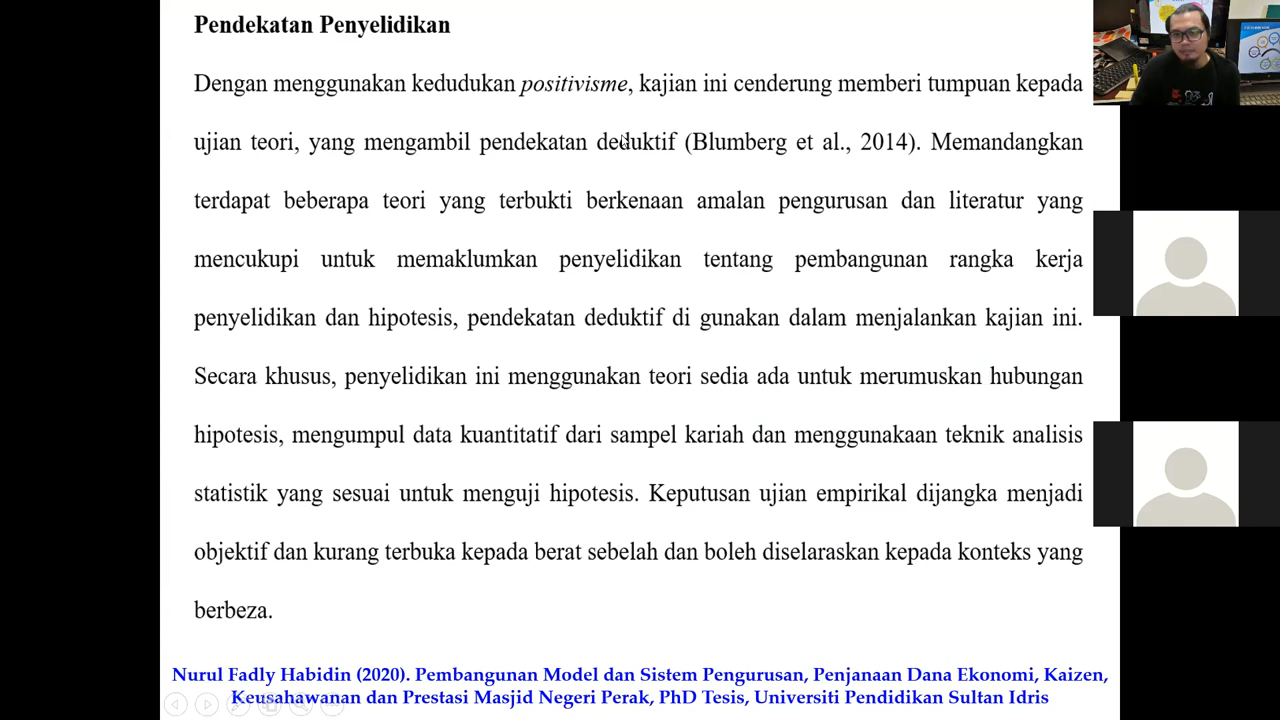 Pendekatan Penyelidikan
Dengan menggunakan kedudukan positivisme, kajian ini cenderung memberi tumpuan kepada
ujian teori, yang mengambil pendekatan deduktif (Blumberg et al., 2014). Memandangkan
terdapat beberapa teori yang terbukti berkenaan amalan pengurusan dan literatur yang
mencukupi untuk memaklumkan penyelidikan tentang pembangunan rangka kerja
penyelidikan dan hipotesis, pendekatan deduktif di gunakan dalam menjalankan kajian ini.
Secara khusus, penyelidikan ini menggunakan teori sedia ada untuk merumuskan hubungan
hipotesis, mengumpul data kuantitatif dari sampel kariah dan menggunakaan teknik analisis
statistik yang sesuai untuk menguji hipotesis. Keputusan ujian empirikal dijangka menjadi
objektif dan kurang terbuka kepada berat sebelah dan boleh diselaraskan kepada konteks yang
berbeza.
Nurul Fadly Habidin (2020). Pembangunan Model dan Sistem Pengurusan, Penjanaan Dana Ekonomi, Kaizen,
Keusahawanan dan Prestasi Masjid Negeri Perak, PhD Tesis, Universiti Pendidikan Sultan Idris